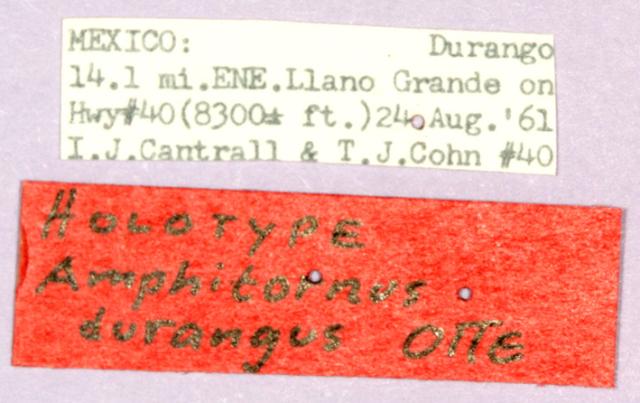 MEXICO: Durango
14.1 mi.ENE.Llano Grande on
Hwy#40(8300± ft.)24 Aug.'61
I.J.Cantrall & T.J.Cohn #40
HOLOTYPE
Amphitornus
durangus OTTE